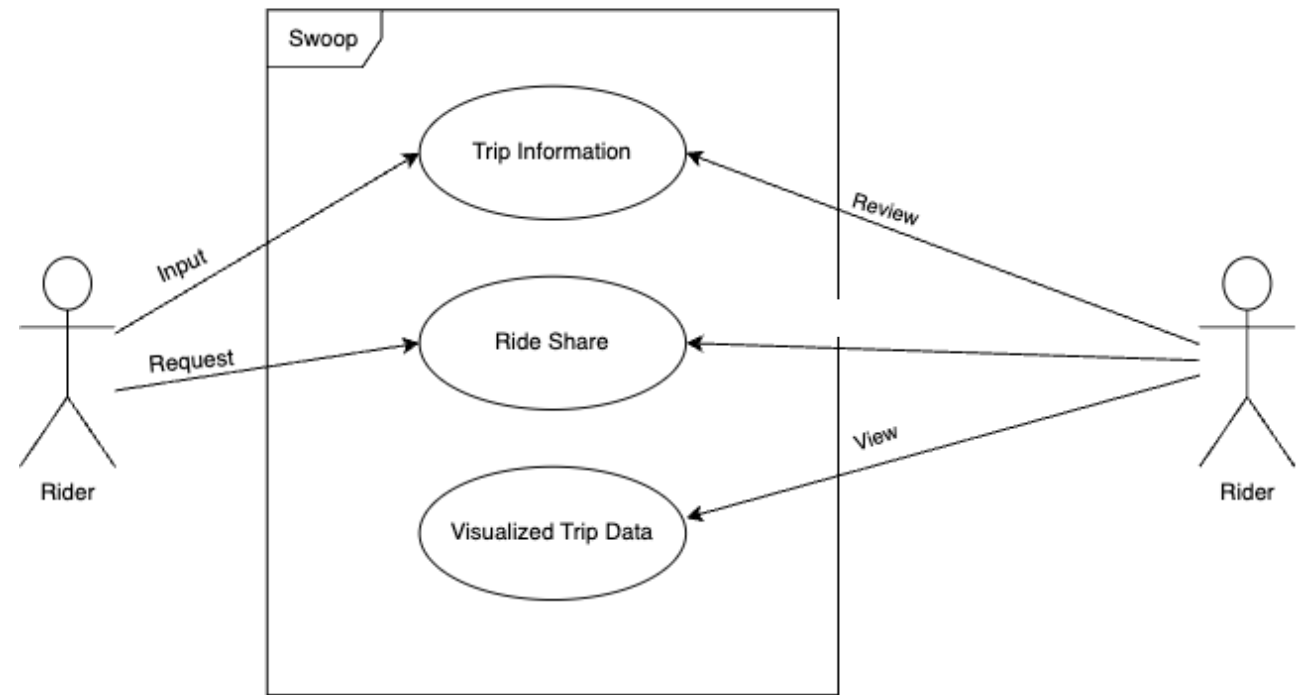 Swoop
Trip Information
Review
Input
Ride Share
Request
View
Rider
Rider
Visualized Trip Data